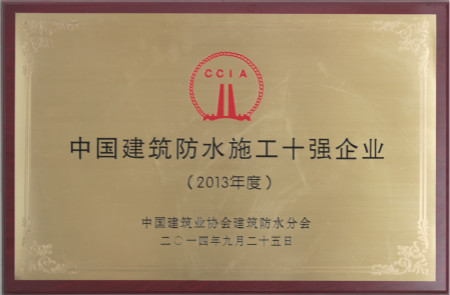 CCIA
中国建筑防水施工十强企业
（2013年度）
中国建筑业协会建筑防水分会
二〇一四年九月二十五日